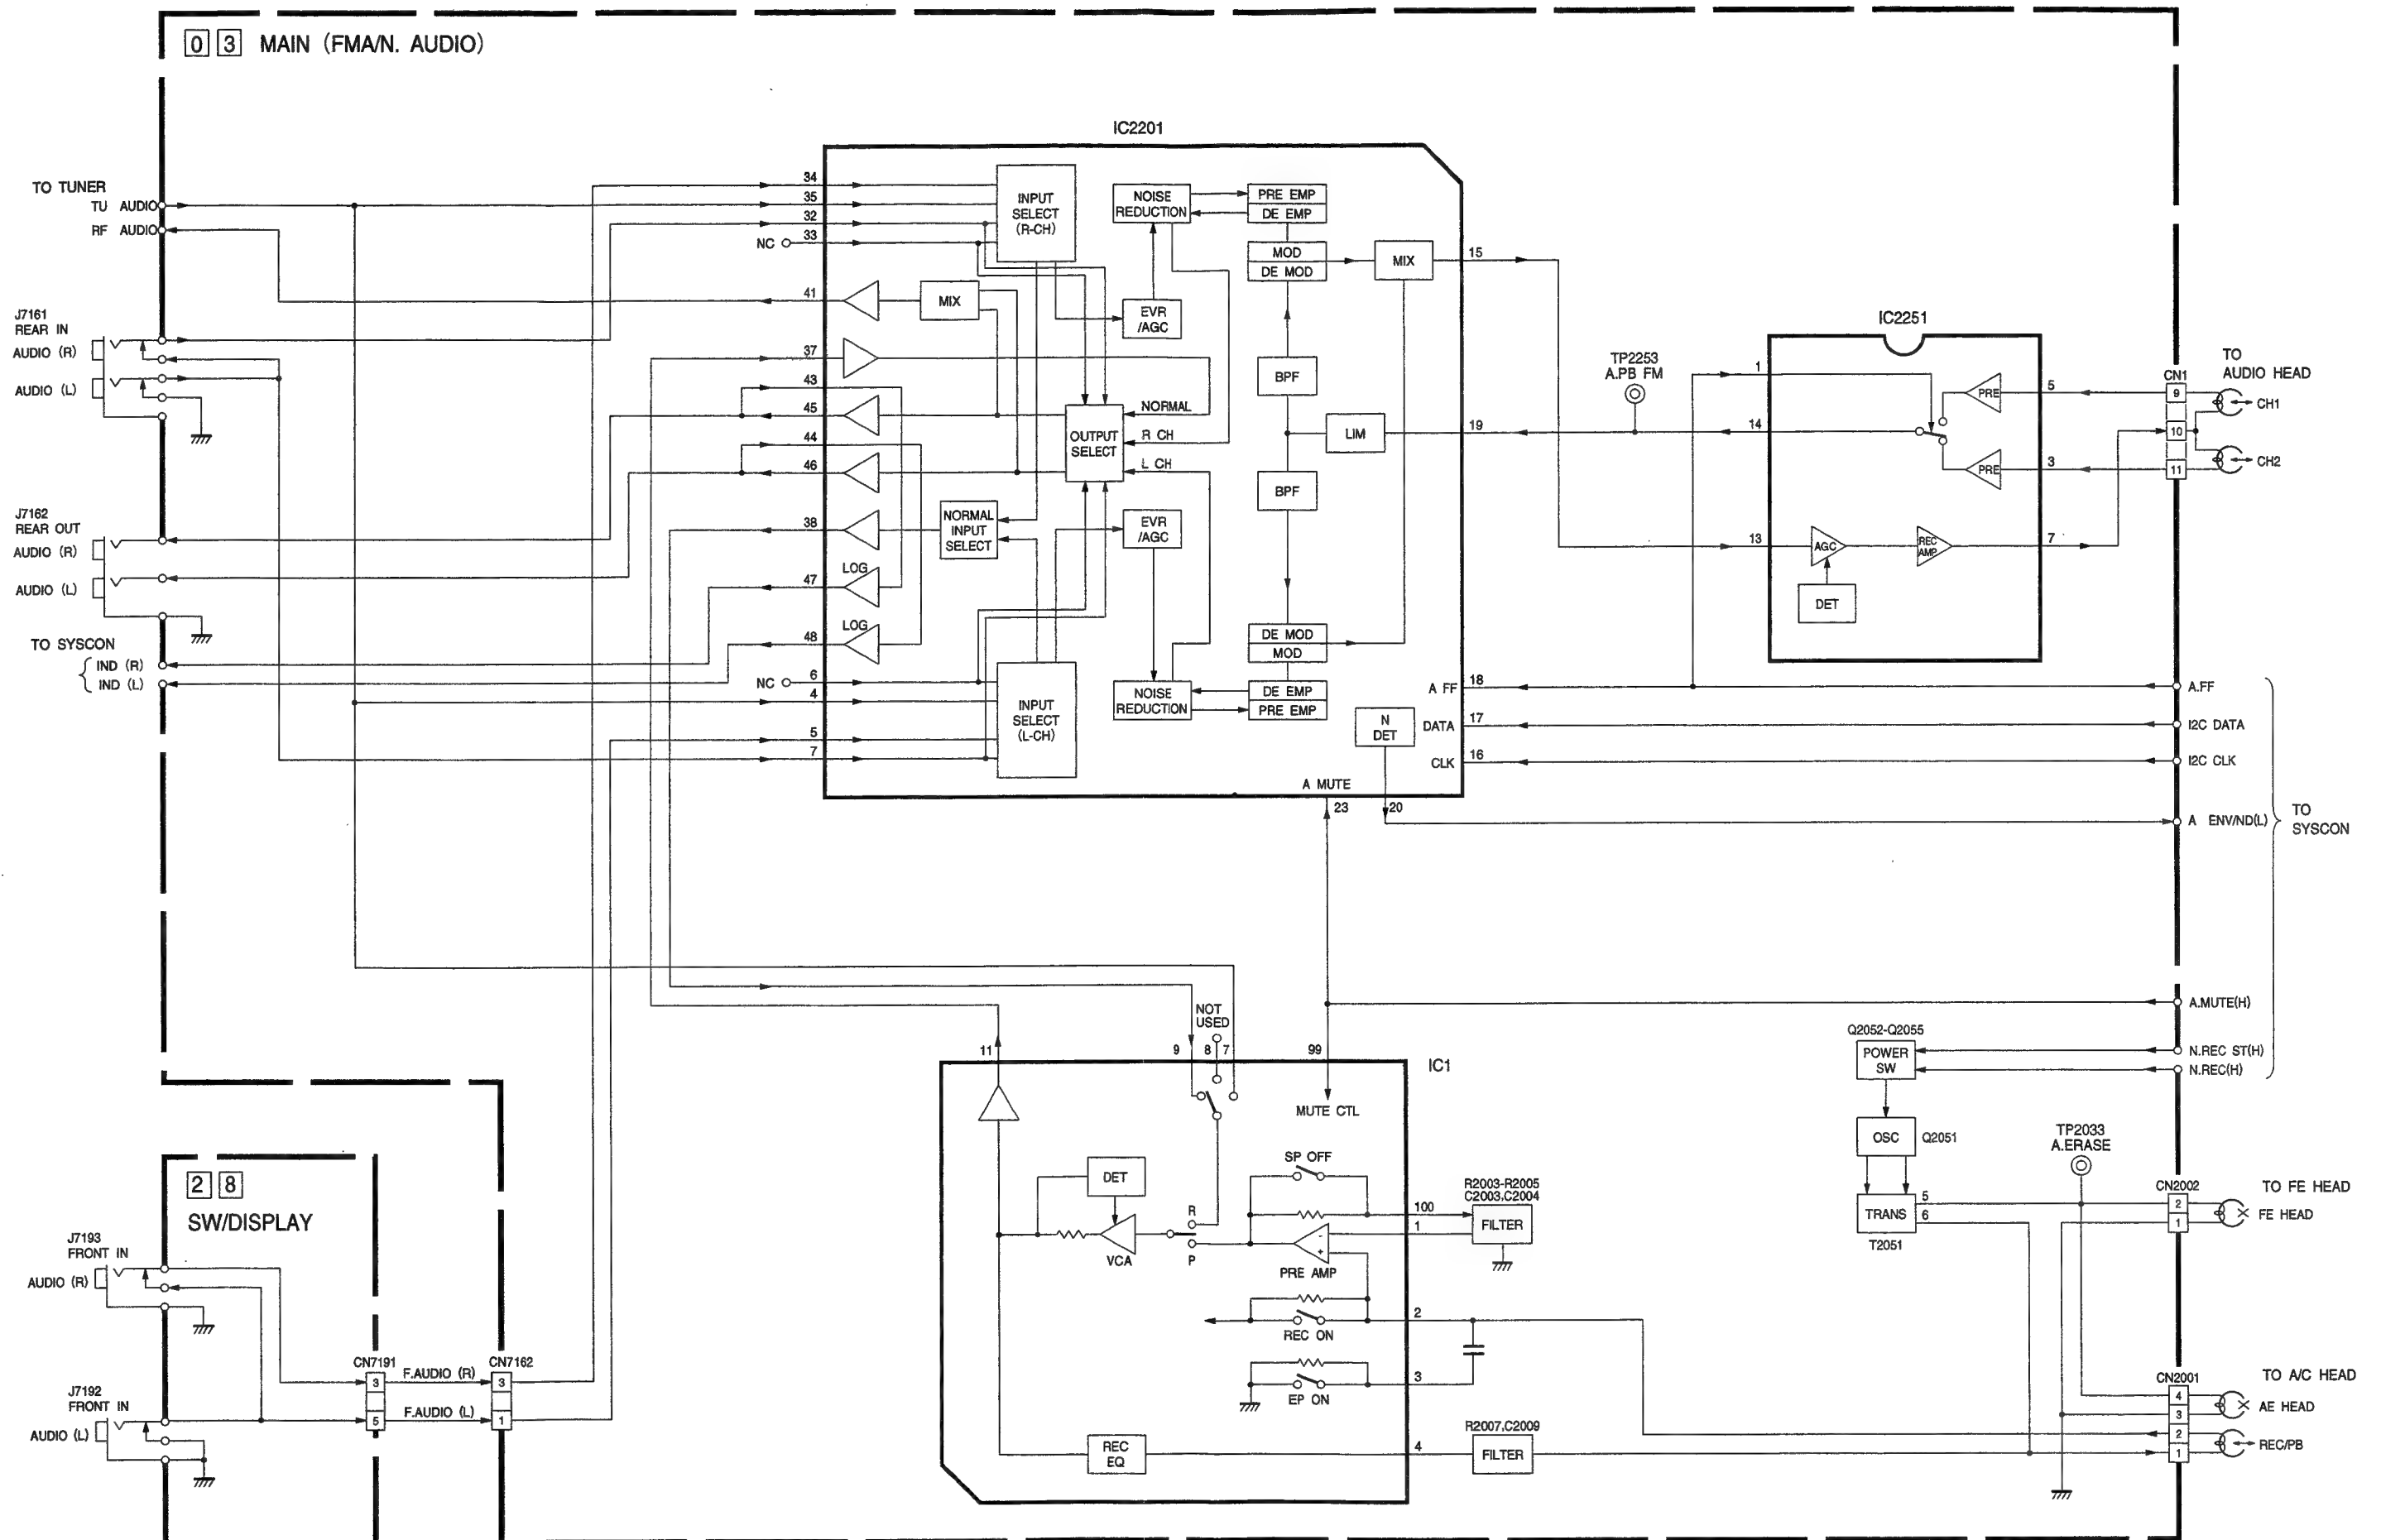 0 3 MAIN (FMA/N. AUDIO)
IC2201
TO TUNER
TU AUDIO
RF AUDIO
J7161
REAR IN
AUDIO (R)
AUDIO (L)
J7162
REAR OUT
AUDIO (R)
AUDIO (L)
TO SYSCON
IND (R)
IND (L)
34
35
32
NC 33
41
37
43
45
44
46
38
47
48
NC 6
4
5
7
INPUT
SELECT
(R-CH)
MIX
NORMAL
INPUT
SELECT
LOG
LOG
INPUT
SELECT
(L-CH)
NOISE
REDUCTION
EVR
/AGC
OUTPUT
SELECT
NORMAL
R CH
L CH
EVR
/AGC
NOISE
REDUCTION
PRE EMP
DE EMP
MOD
DE MOD
BPF
BPF
DE MOD
MOD
DE EMP
PRE EMP
MIX
LIM
N
DET
A FF
DATA
CLK
A MUTE
15
19
18
17
16
23
20
TP2253
A.PB FM
IC2251
1
14
13
5
3
7
PRE
PRE
AGC
REC
AMP
DET
CN1
9
10
11
TO
AUDIO HEAD
CH1
CH2
A.FF
I2C DATA
I2C CLK
A ENV/ND(L)
TO
SYSCON
A.MUTE(H)
N.REC ST(H)
N.REC(H)
Q2052-Q2055
POWER
SW
OSC
Q2051
TRANS
T2051
5
6
TP2033
A.ERASE
CN2002
2
1
TO FE HEAD
FE HEAD
CN2001
4
3
2
1
TO A/C HEAD
AE HEAD
REC/PB
NOT
USED
11
9
8
7
99
IC1
MUTE CTL
DET
VCA
R
P
SP OFF
-
+
PRE AMP
REC ON
EP ON
REC
EQ
100
1
2
3
4
R2003-R2005
C2003,C2004
FILTER
R2007,C2009
FILTER
2 8
SW/DISPLAY
J7193
FRONT IN
AUDIO (R)
J7192
FRONT IN
AUDIO (L)
CN7191
3
5
F.AUDIO (R)
F.AUDIO (L)
CN7162
3
1